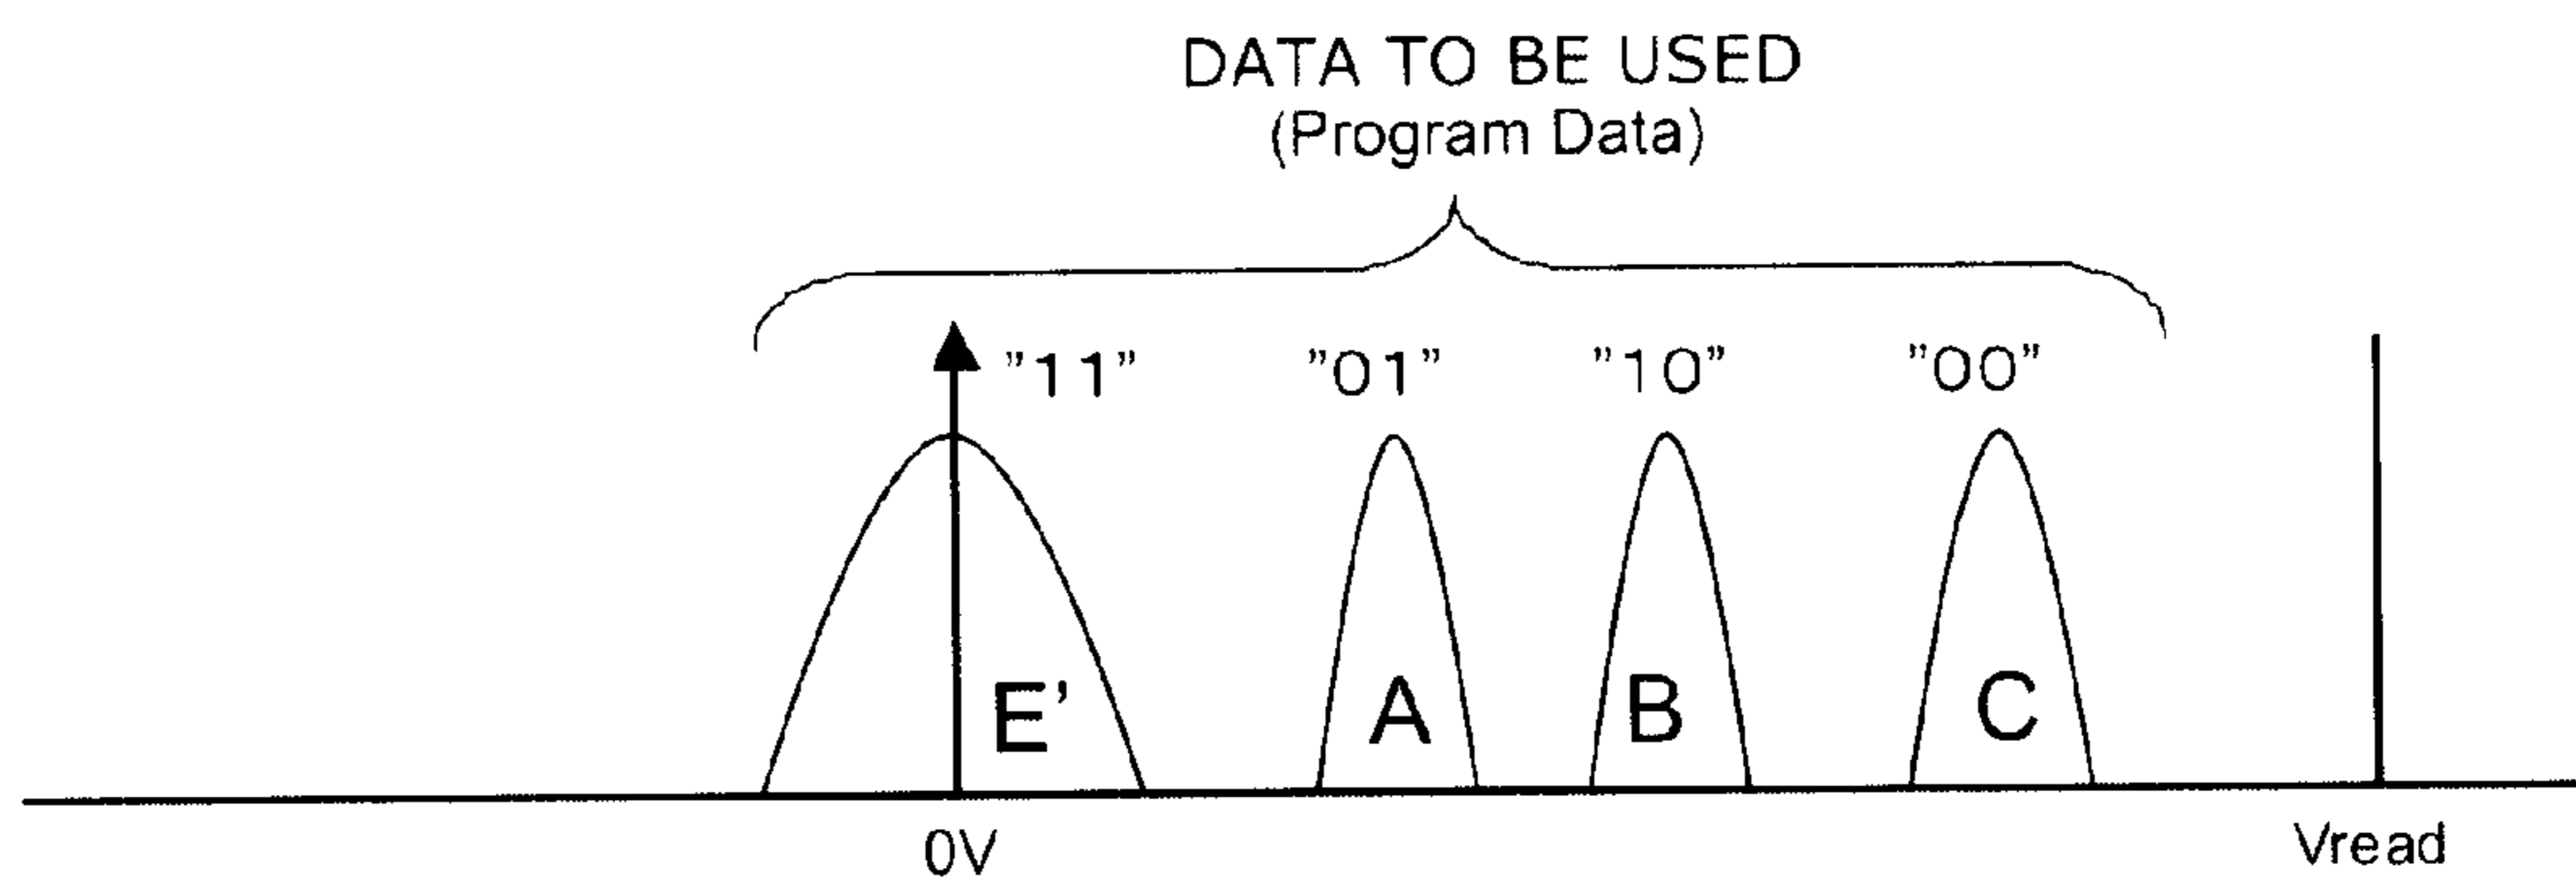 DATA TO BE USED
(Program Data)
”11” ”01” ”10” ”00”
E’ A B C
0V Vread